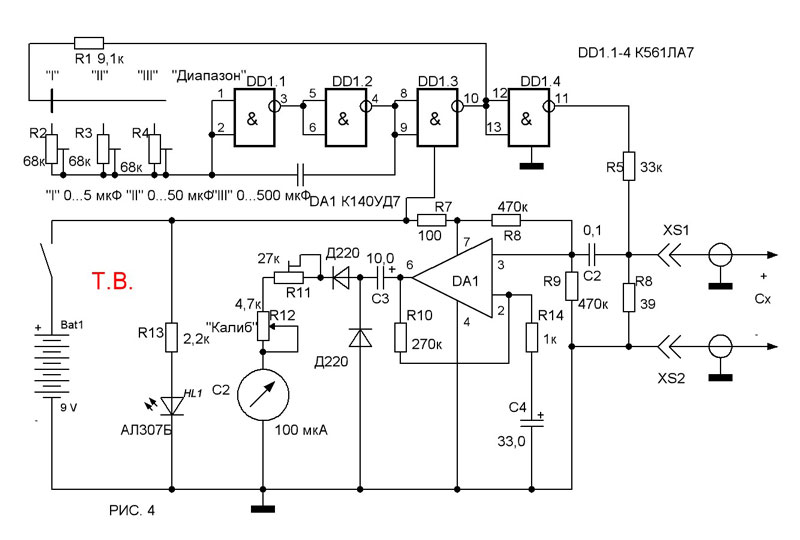 DD1.1-4 К561ЛА7
R1 9,1к
"I" "II" "III" "Диапазон"
DD1.1 DD1.2 DD1.3 DD1.4
1 2 & 3
5 6 & 4
8 9 & 10
12 13 & 11
R2 68к
R3 68к
R4 68к
R5 33к
"I" 0...5 мкФ "II" 0...50 мкФ"III" 0...500 мкФ
DA1 К140УД7
R7 100
470к R8
0,1 C2
XS1
27к R11
Д220
10,0 + C3
6 7 3 DA1 2 4
R9 470к
R8 39
+
Cx
-
Т.В.
4,7к R12
"Калиб"
R10 270к
R14 1к
R13 2,2к
Д220
XS2
+ Bat1
9 V
-
HL1
АЛ307Б
C2
100 мкА
C4 +
33,0
РИС. 4